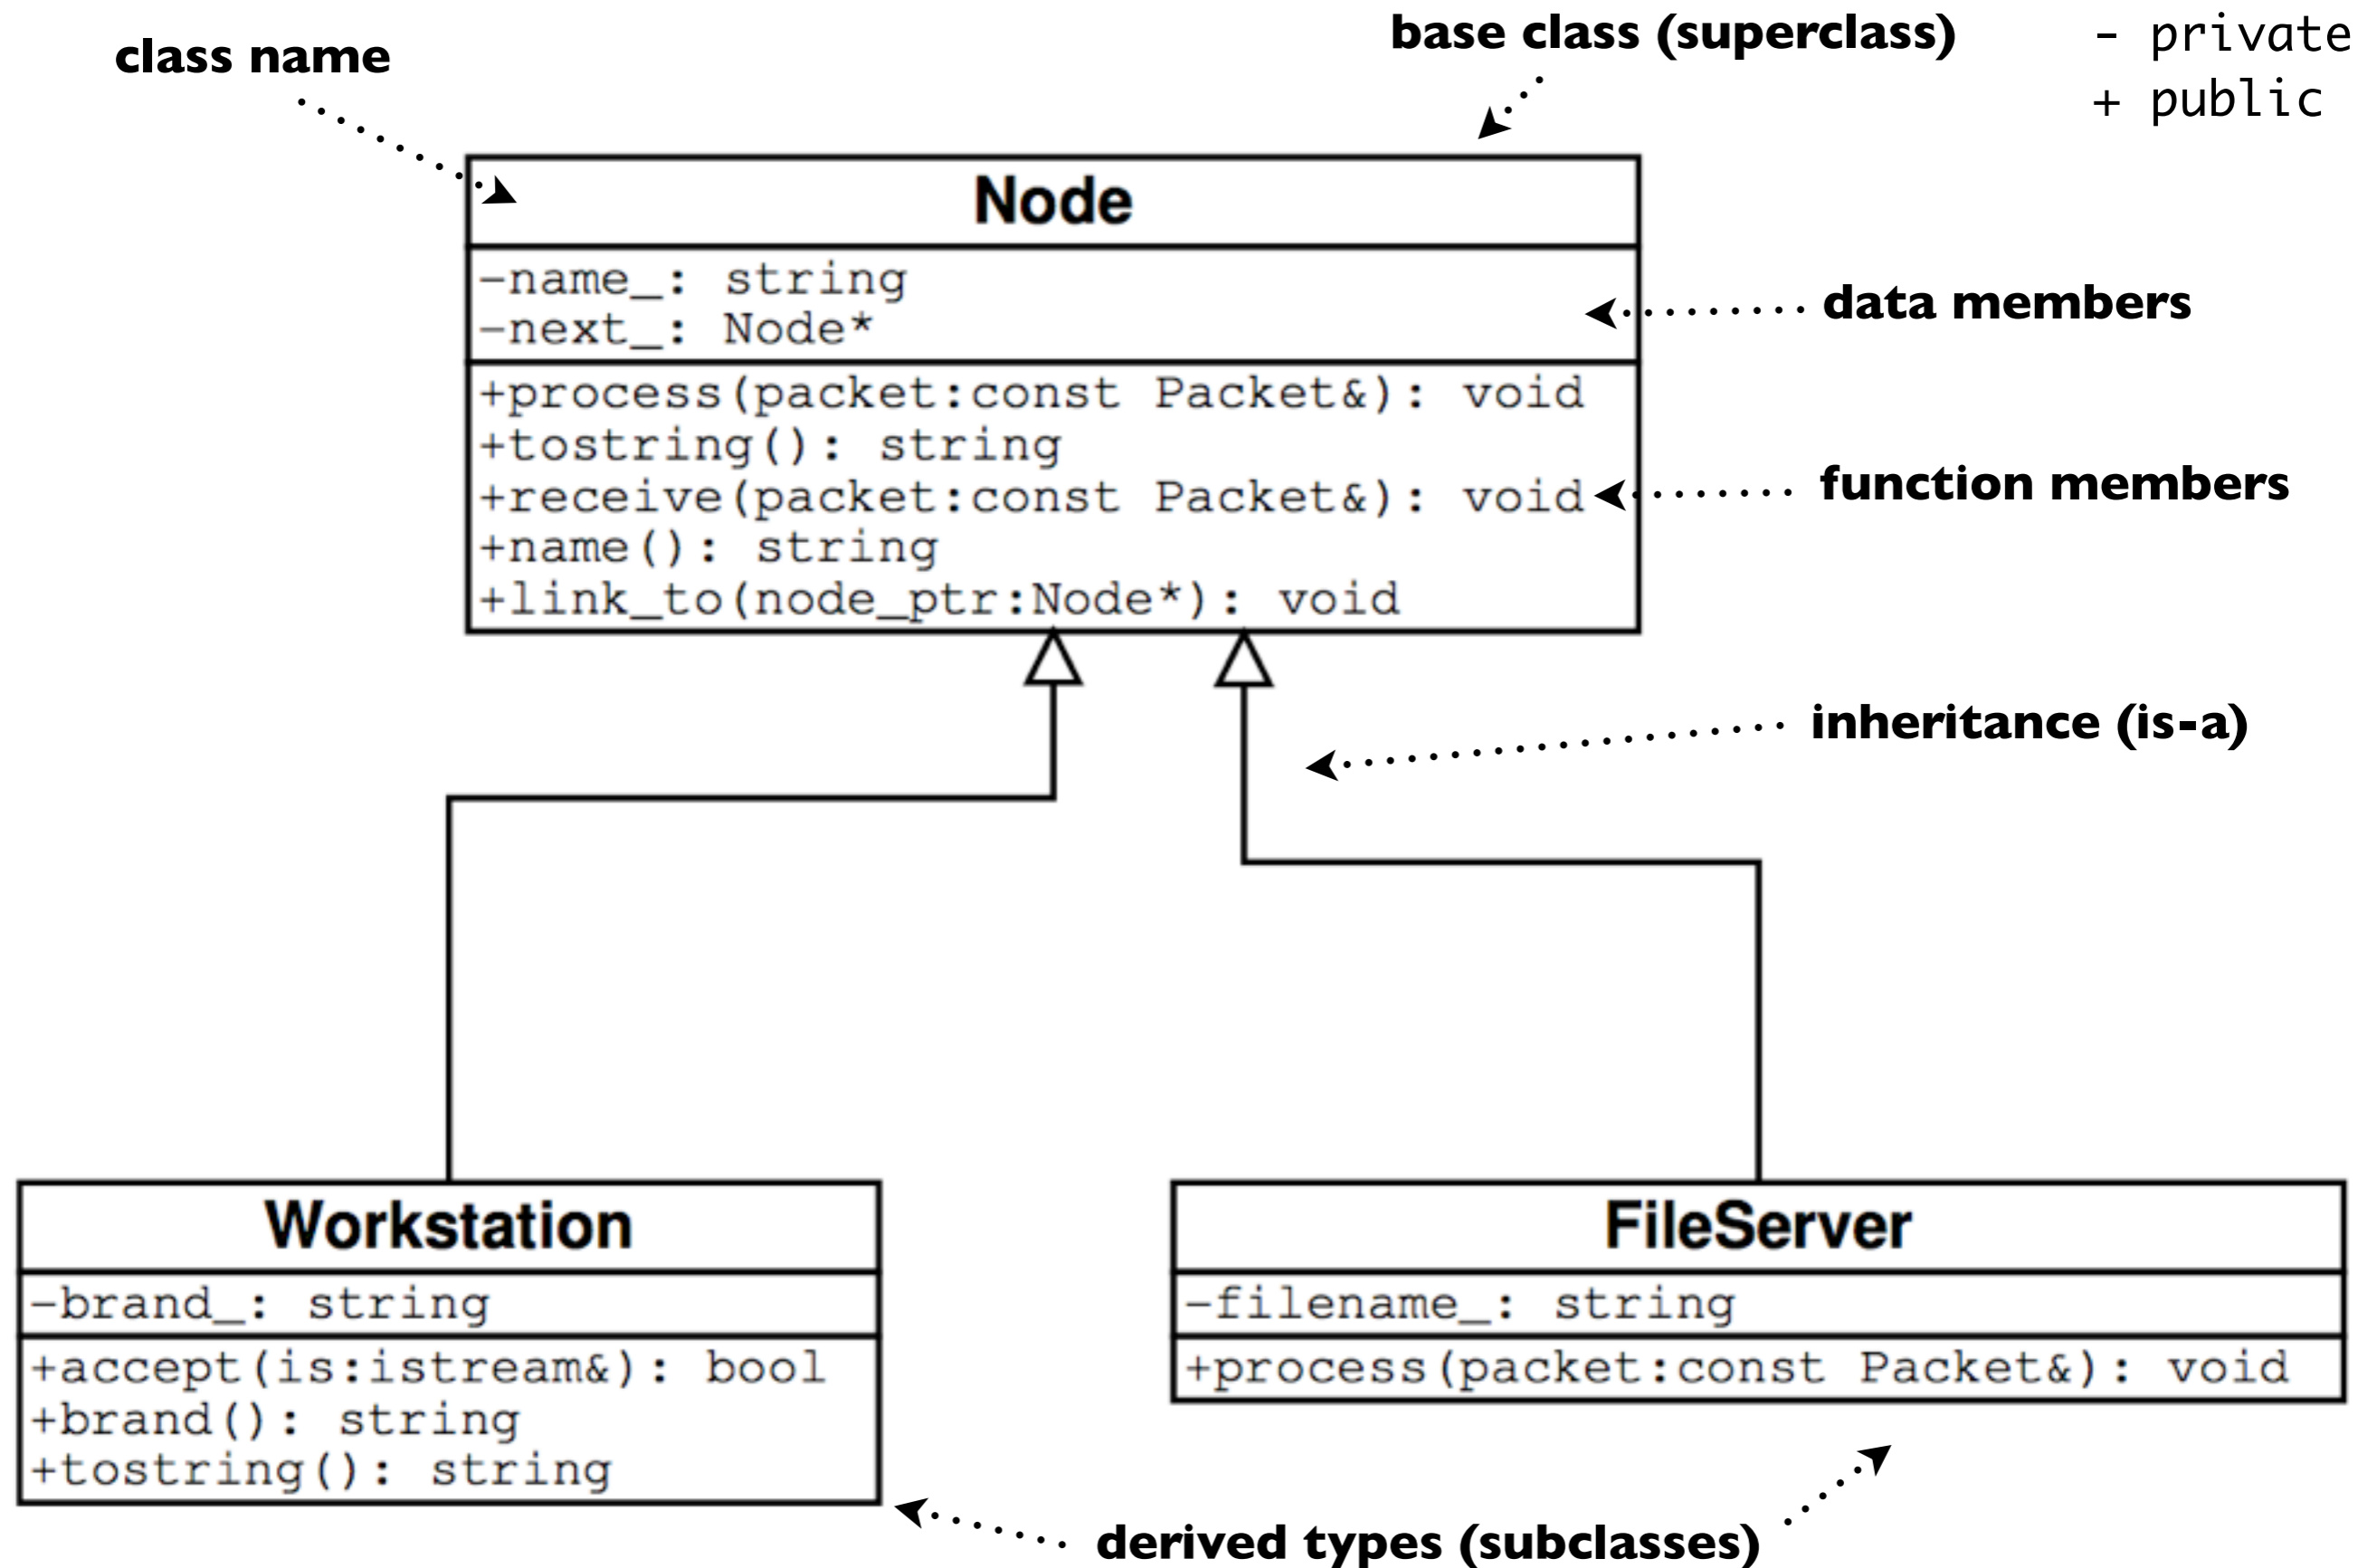 class name
base class (superclass)
- private
+ public
Node
-name_: string
-next_: Node*
data members
+process(packet:const Packet&): void
+tostring(): string
+receive(packet:const Packet&): void
function members
+name(): string
+link_to(node_ptr:Node*): void
inheritance (is-a)
Workstation
-brand_: string
+accept(is:istream&): bool
+brand(): string
+tostring(): string
FileServer
-filename_: string
+process(packet:const Packet&): void
derived types (subclasses)